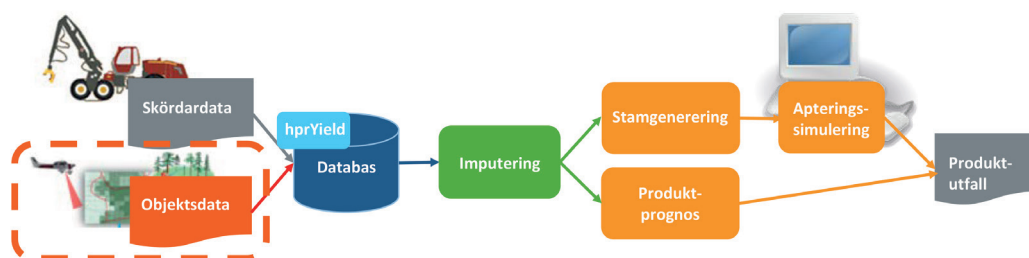 Skördardata
Objektsdata
hprYield
Databas
Imputering
Stamgenerering
Apterings-
simulering
Produkt-
prognos
Produkt-
utfall